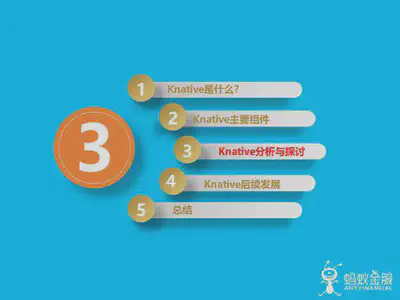 3
1 Knative是什么？
2 Knative主要组件
3 Knative分析与探讨
4 Knative后续发展
5 总结
蚂蚁金服
ANT FINANCIAL